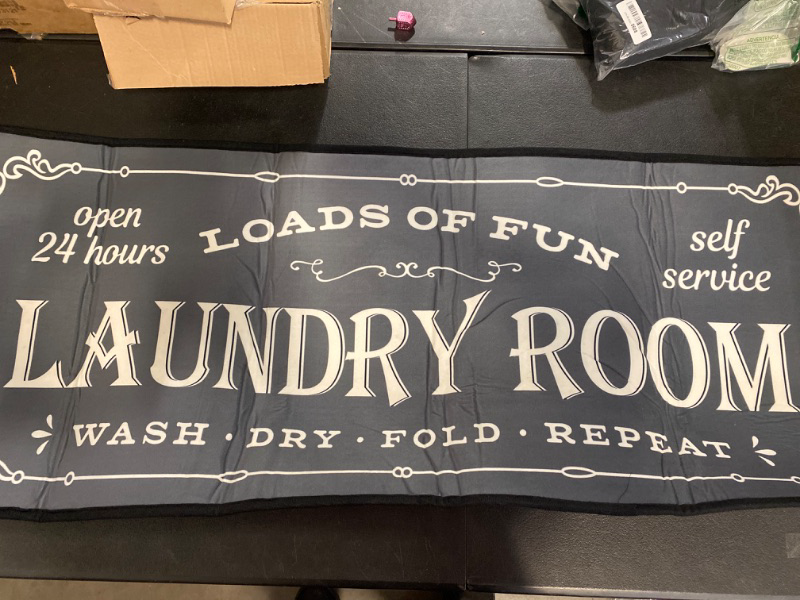 open
24 hours
LOADS OF FUN
self
service
LAUNDRY ROOM
WASH · DRY · FOLD · REPEAT